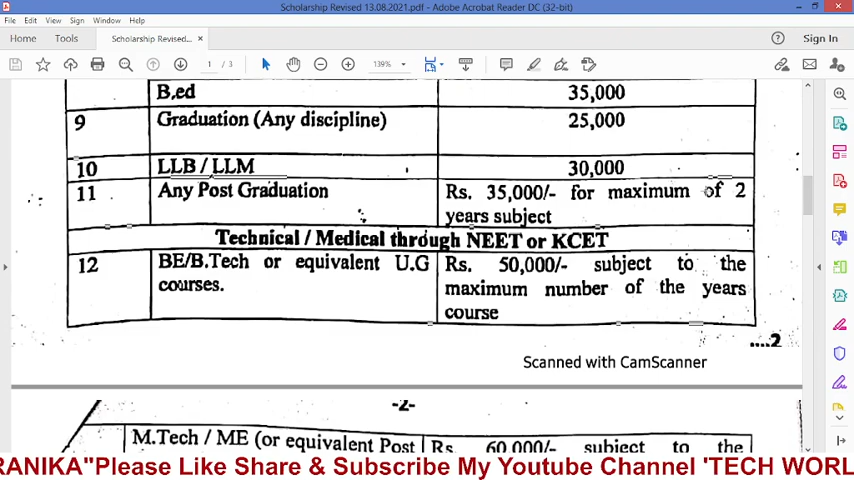 Scholarship Revised 13.08.2021.pdf - Adobe Acrobat Reader DC (32-bit)
File Edit View Sign Window Help
Home Tools Scholarship Revised... × Sign In
1 / 3 139%
B,ed 35,000
9 Graduation (Any discipline) 25,000
10 LLB / LLM 30,000
11 Any Post Graduation Rs. 35,000/- for maximum of 2
years subject
Technical / Medical through NEET or KCET
12 BE/B.Tech or equivalent U.G Rs. 50,000/- subject to the
courses. maximum number of the years
course
....2
Scanned with CamScanner
-2-
M.Tech / ME (or equivalent Post Rs. 60,000/- subject to the
RANIKA"Please Like Share & Subscribe My Youtube Channel 'TECH WORL